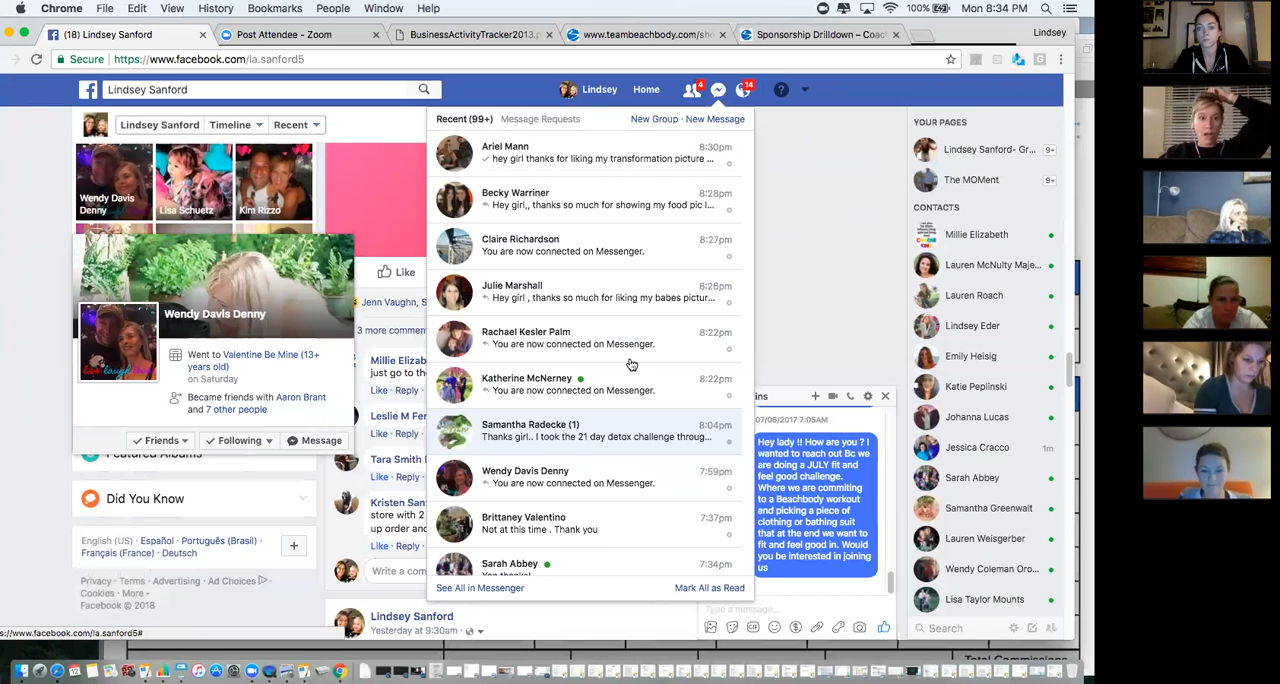 Chrome File Edit View History Bookmarks People Window Help
100% Mon 8:34 PM
(18) Lindsey Sanford
Post Attendee - Zoom
BusinessActivityTracker2013.p
www.teambeachbody.com/sho
Sponsorship Drilldown – Coac
Lindsey
Secure https://www.facebook.com/la.sanford5
Lindsey Sanford
Lindsey Home 4 14
Lindsey Sanford Timeline Recent
Wendy Davis
Denny
Lisa Schuetz
Kim Rizzo
Wendy Davis Denny
Went to Valentine Be Mine (13+
years old)
on Saturday
Became friends with Aaron Brant
and 7 other people
Friends Following Message
Featured Albums
Did You Know
English (US) · Español · Português (Brasil) ·
Français (France) · Deutsch
Privacy · Terms · Advertising · Ad Choices
Cookies · More
Facebook © 2018
s://www.facebook.com/la.sanford5#
Like
Jenn Vaughn, S
3 more commen
Millie Elizab
just go to the
Like · Reply
Leslie M F
Like · Reply
Tara Smith
Like · Reply
Kristen San
store with 2
up order and
Like · Reply
Write a com
Lindsey Sanford
Yesterday at 9:30am
Recent (99+) Message Requests New Group · New Message
Ariel Mann 8:30pm
hey girl thanks for liking my transformation picture ...
Becky Warriner 8:28pm
Hey girl,, thanks so much for showing my food pic l...
Claire Richardson 8:27pm
You are now connected on Messenger.
Julie Marshall 8:26pm
Hey girl , thanks so much for liking my babes pictur...
Rachael Kesler Palm 8:22pm
You are now connected on Messenger.
Katherine McNerney 8:22pm
You are now connected on Messenger.
Samantha Radecke (1) 8:04pm
Thanks girl.. I took the 21 day detox challenge throug...
Wendy Davis Denny 7:59pm
You are now connected on Messenger.
Brittaney Valentino 7:37pm
Not at this time . Thank you
Sarah Abbey 7:34pm
See All in Messenger Mark All as Read
ins
07/06/2017 7:05AM
Hey lady !! How are you ? I
wanted to reach out Bc we
are doing a JULY fit and
feel good challenge.
Where we are commiting
to a Beachbody workout
and picking a piece of
clothing or bathing suit
that at the end we want to
fit and feel good in. Would
you be interested in joining
us
Type a message...
YOUR PAGES
Lindsey Sanford- Gr... 9+
The MOMent 9+
CONTACTS
Millie Elizabeth
Lauren McNulty Maje...
Lauren Roach
Lindsey Eder
Emily Heisig
Katie Peplinski
Johanna Lucas
Jessica Cracco 1m
Sarah Abbey
Samantha Greenwalt
Lauren Weisgerber
Wendy Coleman Oro...
Lisa Taylor Mounts
Search
Total Commissions